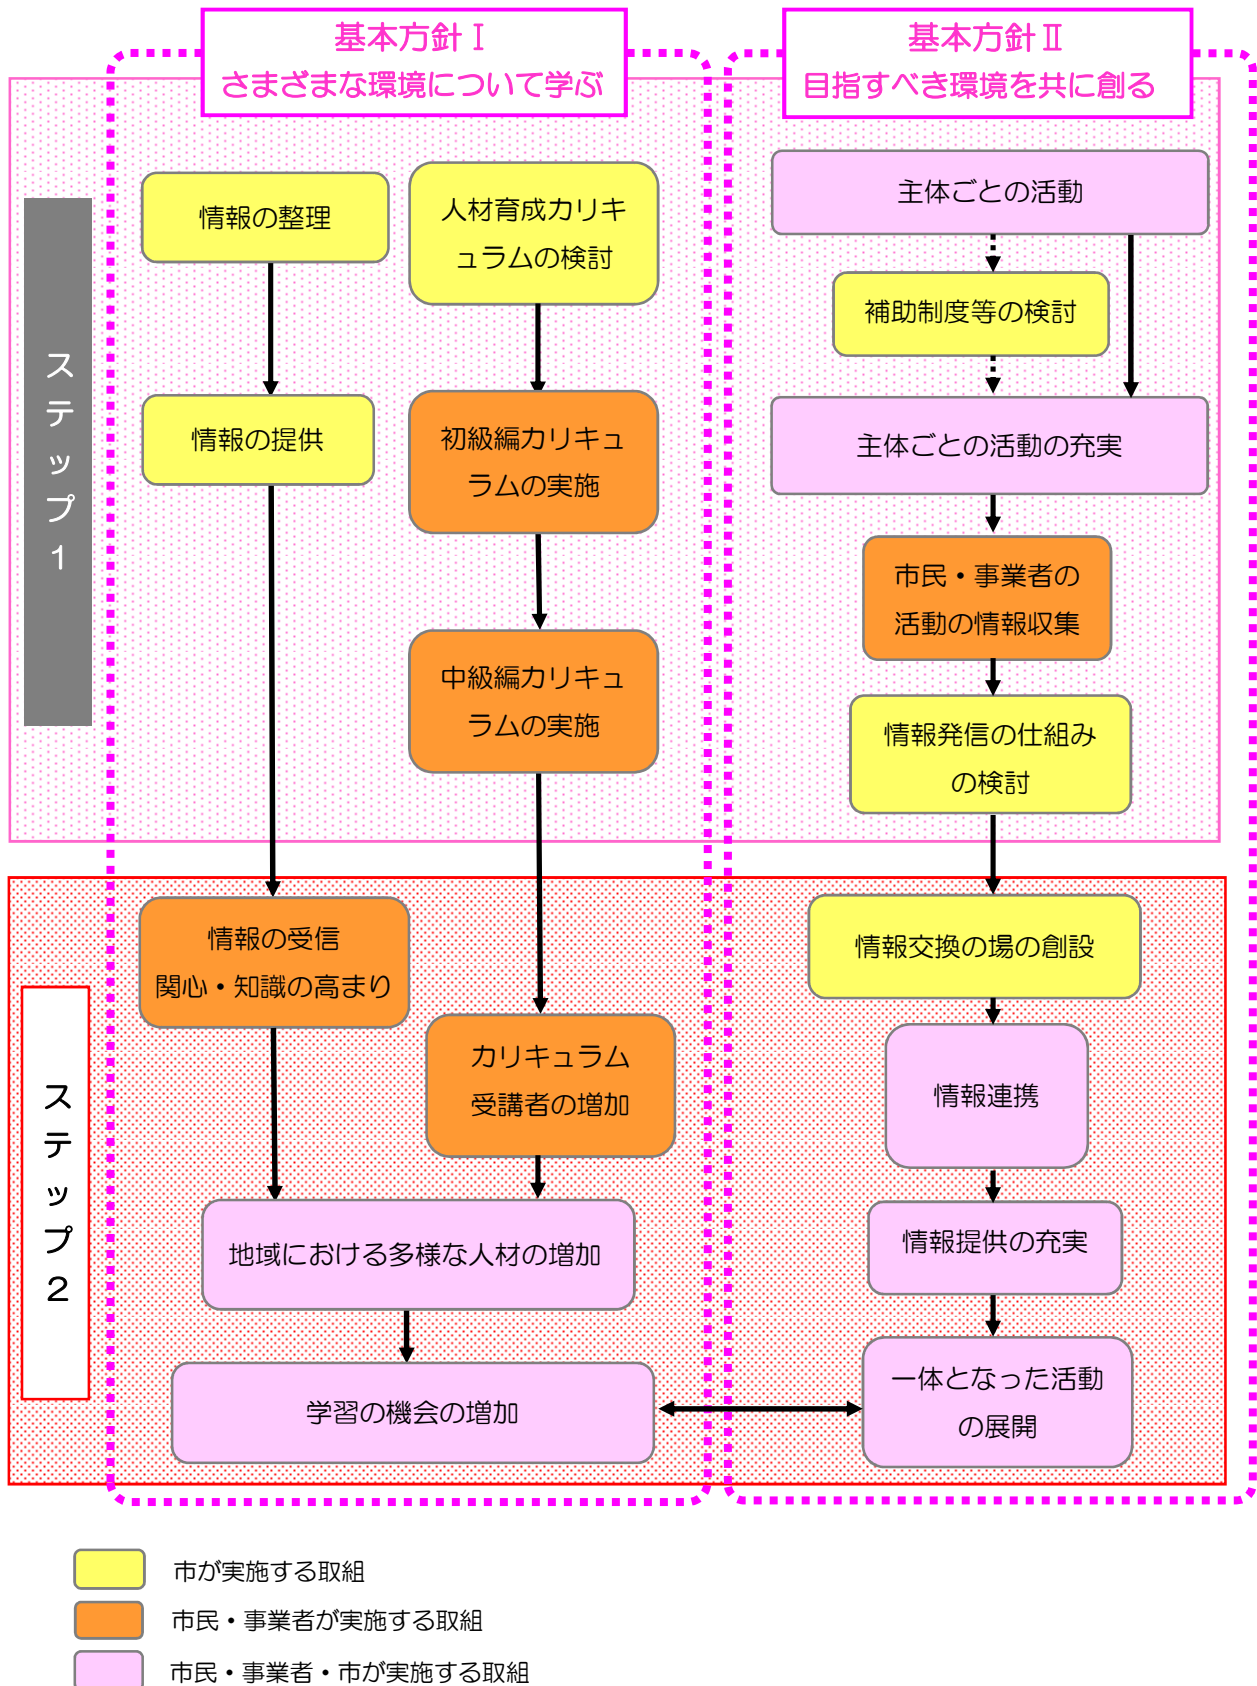 基本方針Ⅰ
さまざまな環境について学ぶ
基本方針Ⅱ
目指すべき環境を共に創る
ステップ１
情報の整理
人材育成カリキ
ュラムの検討
情報の提供
初級編カリキュ
ラムの実施
中級編カリキュ
ラムの実施
主体ごとの活動
補助制度等の検討
主体ごとの活動の充実
市民・事業者の
活動の情報収集
情報発信の仕組み
の検討
ステップ２
情報の受信
関心・知識の高まり
カリキュラム
受講者の増加
地域における多様な人材の増加
学習の機会の増加
情報交換の場の創設
情報連携
情報提供の充実
一体となった活動
の展開
市が実施する取組
市民・事業者が実施する取組
市民・事業者・市が実施する取組